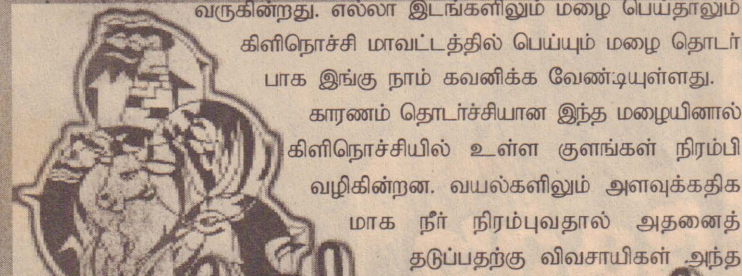 வருகின்றது. எல்லா இடங்களிலும் மழை பெய்தாலும்
கிளிநொச்சி மாவட்டத்தில் பெய்யும் மழை தொடர்
பாக இங்கு நாம் கவனிக்க வேண்டியுள்ளது.
காரணம் தொடர்ச்சியான இந்த மழையினால்
கிளிநொச்சியில் உள்ள குளங்கள் நிரம்பி
வழிகின்றன. வயல்களிலும் அளவுக்கதிக
மாக நீர் நிரம்புவதால் அதனைத்
தடுப்பதற்கு விவசாயிகள் அந்த